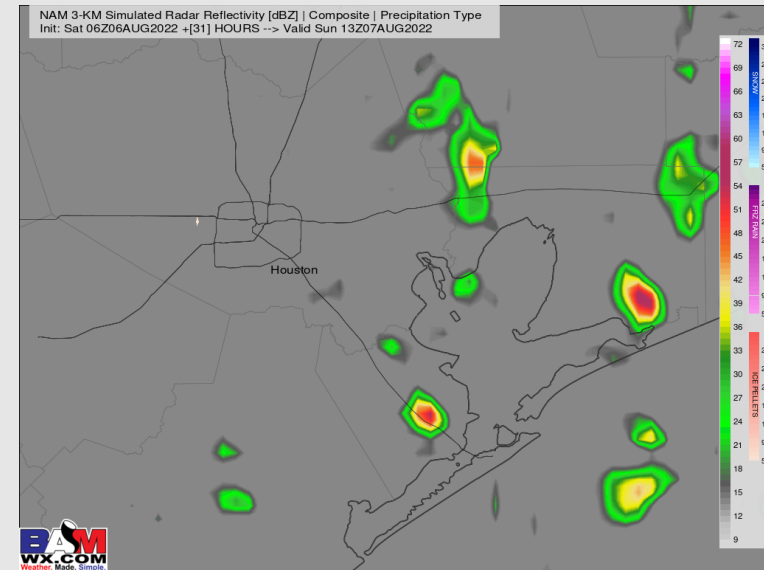 NAM 3-KM Simulated Radar Reflectivity [dBZ] | Composite | Precipitation Type
Init: Sat 06Z06AUG2022 +[31] HOURS --> Valid Sun 13Z07AUG2022
72
69
66
63
60
57
54
51
48
45
42
39
36
33
30
27
24
21
18
15
12
9
SNOW
FRZ RAIN
ICE PELLETS
Houston
BAM
WX.COM
Weather. Made. Simple.